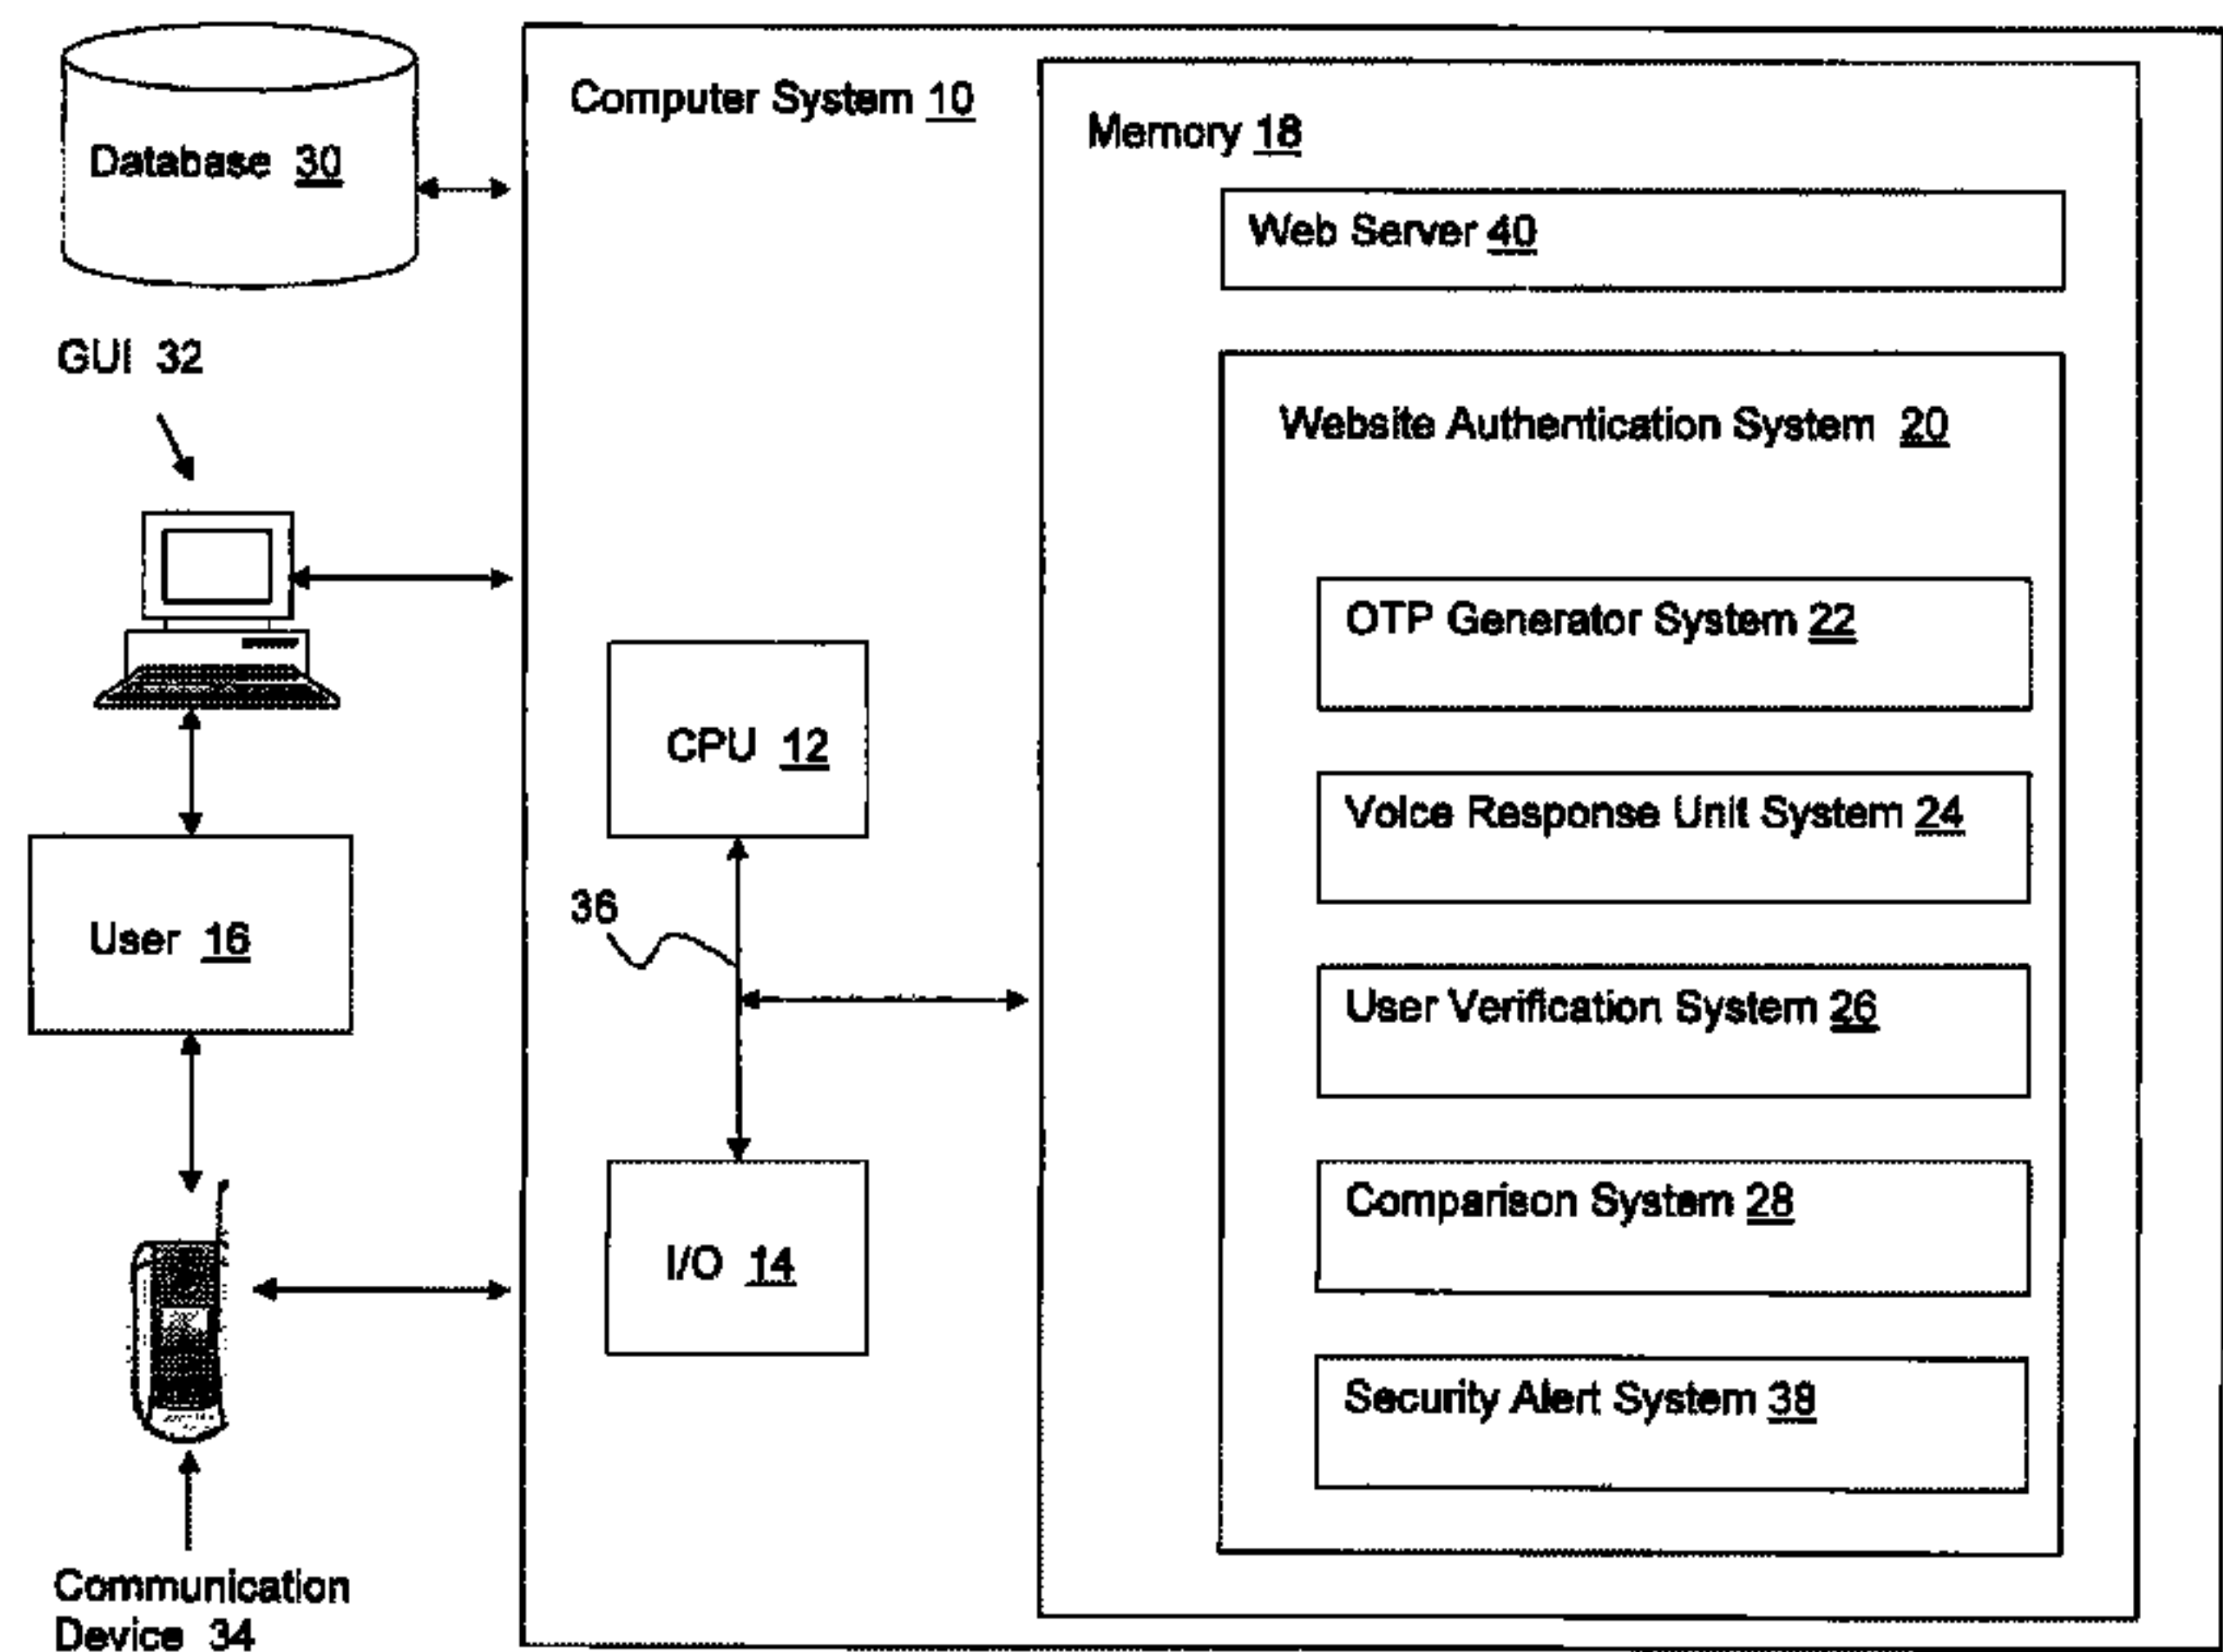 Database 30
Computer System 10
Memory 18
Web Server 40
GUI 32
Website Authentication System 20
OTP Generator System 22
CPU 12
Voice Response Unit System 24
36
User 16
User Verification System 26
Comparison System 28
I/O 14
Security Alert System 38
Communication
Device 34